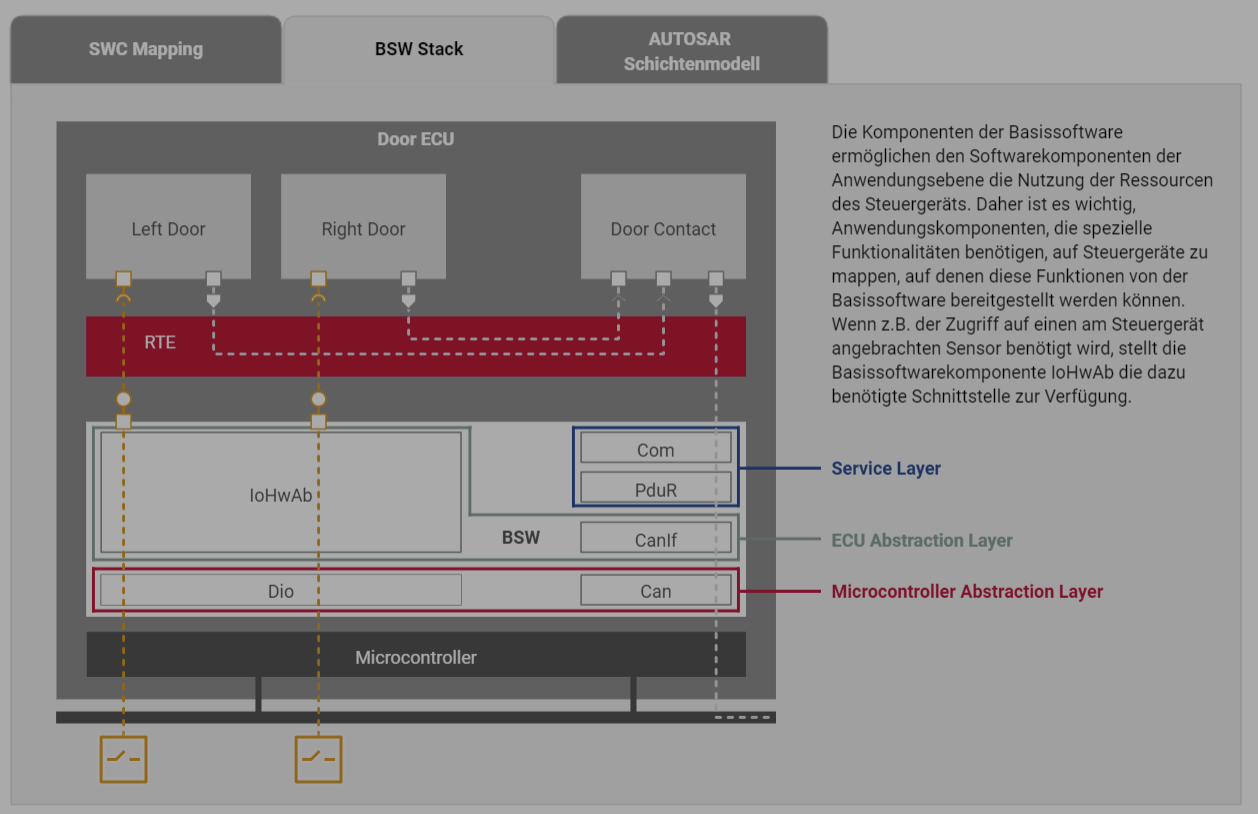 SWC Mapping
BSW Stack
AUTOSAR
Schichtenmodell
Door ECU
Left Door
Right Door
Door Contact
RTE
IoHwAb
BSW
Com
PduR
CanIf
Dio
Can
Microcontroller
Die Komponenten der Basissoftware
ermöglichen den Softwarekomponenten der
Anwendungsebene die Nutzung der Ressourcen
des Steuergeräts. Daher ist es wichtig,
Anwendungskomponenten, die spezielle
Funktionalitäten benötigen, auf Steuergeräte zu
mappen, auf denen diese Funktionen von der
Basissoftware bereitgestellt werden können.
Wenn z.B. der Zugriff auf einen am Steuergerät
angebrachten Sensor benötigt wird, stellt die
Basissoftwarekomponente IoHwAb die dazu
benötigte Schnittstelle zur Verfügung.
Service Layer
ECU Abstraction Layer
Microcontroller Abstraction Layer